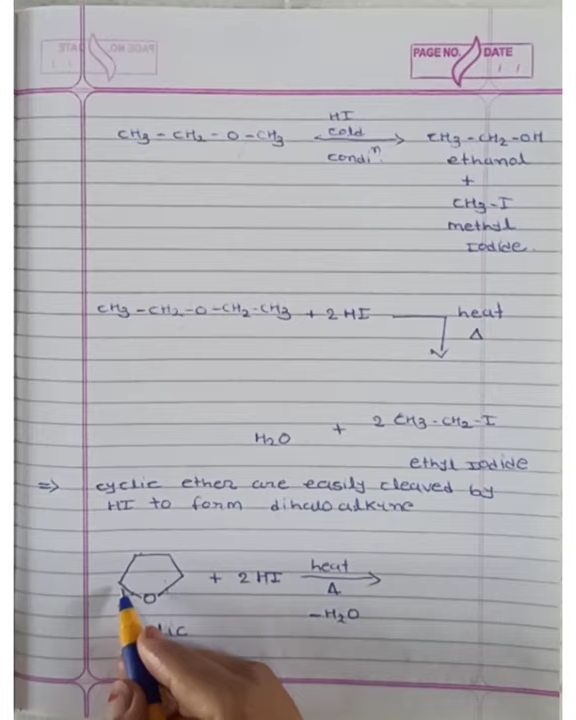 PAGE NO. DATE
CH3 - CH2 - O - CH3 HI cold condiⁿ. CH3 - CH2 - OH
ethanol
+
CH3 - I
methyl
Iodide.
CH3 - CH2 - O - CH2 - CH3 + 2 HI heat Δ
H2O + 2 CH3 - CH2 - I
ethyl Iodide
⇒ cyclic ether are easily cleaved by
HI to form dihalo alkyne
O + 2 HI heat Δ - H2O